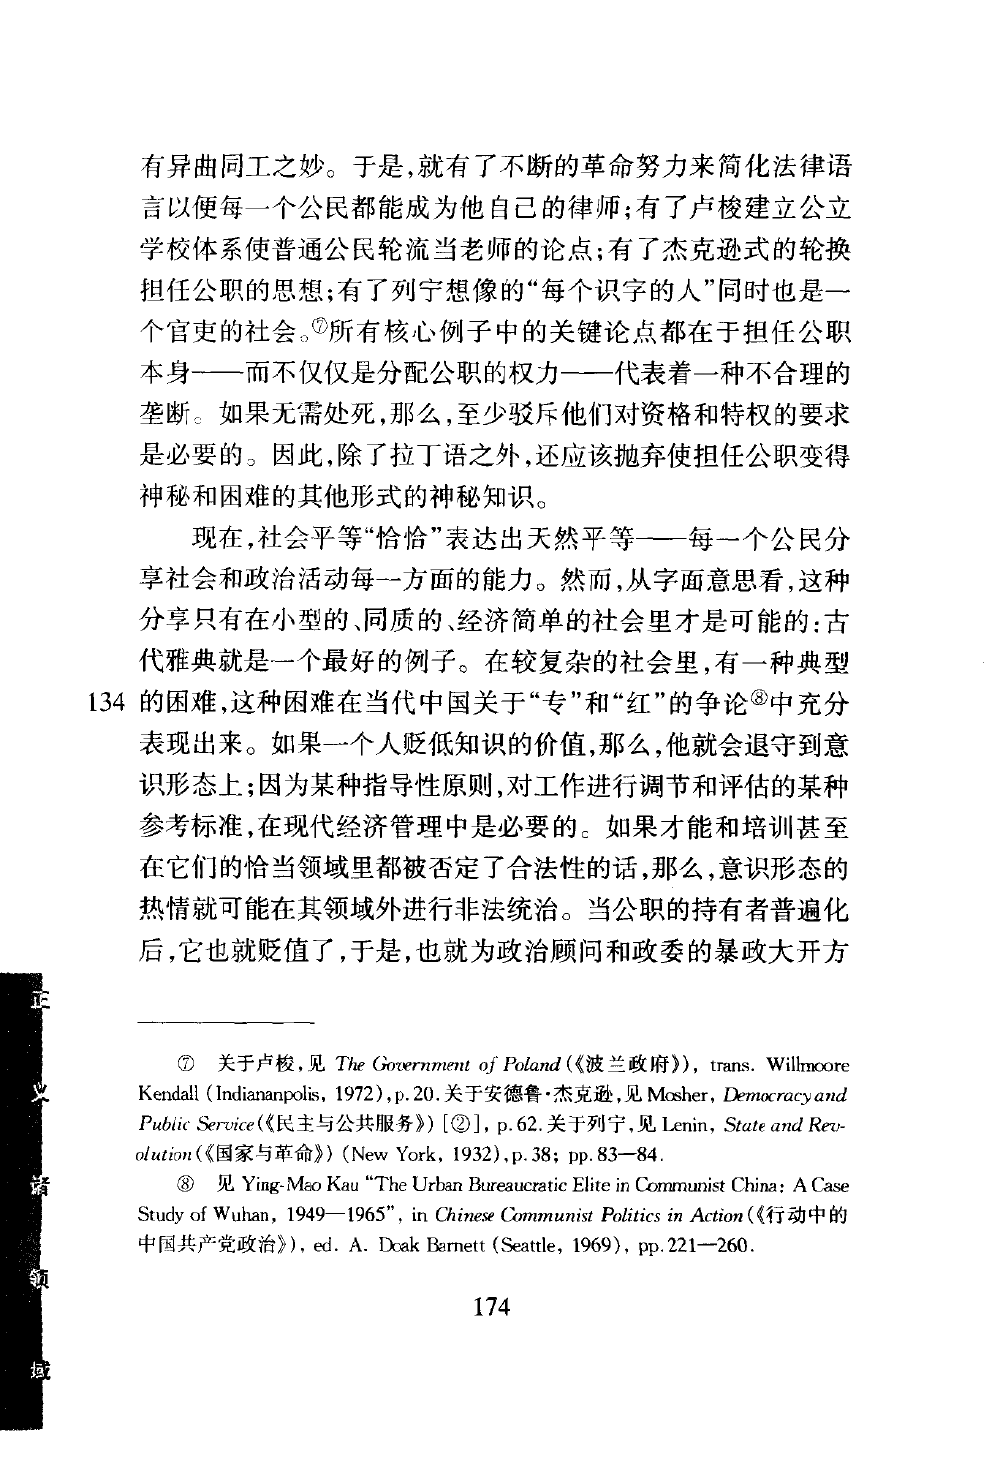 有异曲同工之妙。于是,就有了不断的革命努力来简化法律语
言以便每一个公民都能成为他自己的律师;有了卢梭建立公立
学校体系使普通公民轮流当老师的论点;有了杰克逊式的轮换
担任公职的思想;有了列宁想像的“每个识字的人”同时也是一
个官吏的社会。⑦所有核心例子中的关键论点都在于担任公职
本身——而不仅仅是分配公职的权力——代表着一种不合理的
垄断。如果无需处死,那么,至少驳斥他们对资格和特权的要求
是必要的。因此,除了拉丁语之外,还应该抛弃使担任公职变得
神秘和困难的其他形式的神秘知识。
现在,社会平等“恰恰”表达出天然平等——每一个公民分
享社会和政治活动每一方面的能力。然而,从字面意思看,这种
分享只有在小型的、同质的、经济简单的社会里才是可能的:古
代雅典就是一个最好的例子。在较复杂的社会里,有一种典型
134 的困难,这种困难在当代中国关于“专”和“红”的争论⑧中充分
表现出来。如果一个人贬低知识的价值,那么,他就会退守到意
识形态上;因为某种指导性原则,对工作进行调节和评估的某种
参考标准,在现代经济管理中是必要的。如果才能和培训甚至
在它们的恰当领域里都被否定了合法性的话,那么,意识形态的
热情就可能在其领域外进行非法统治。当公职的持有者普遍化
后,它也就贬值了,于是,也就为政治顾问和政委的暴政大开方
⑦ 关于卢梭,见 The Government of Poland(《波兰政府》), trans. Willmoore
Kendall (Indiananpolis, 1972),p.20.关于安德鲁·杰克逊,见 Mosher, Democracy and
Public Service(《民主与公共服务》)[②], p.62.关于列宁,见 Lenin, State and Rev-
olution(《国家与革命》)(New York, 1932),p.38; pp.83—84.
⑧ 见 Ying-Mao Kau “The Urban Bureaucratic Elite in Communist China: A Case
Study of Wuhan, 1949—1965”, in Chinese Communist Politics in Action(《行动中的
中国共产党政治》), ed. A. Doak Barnett (Seattle, 1969), pp.221—260.
174
正
义
诸
领
域